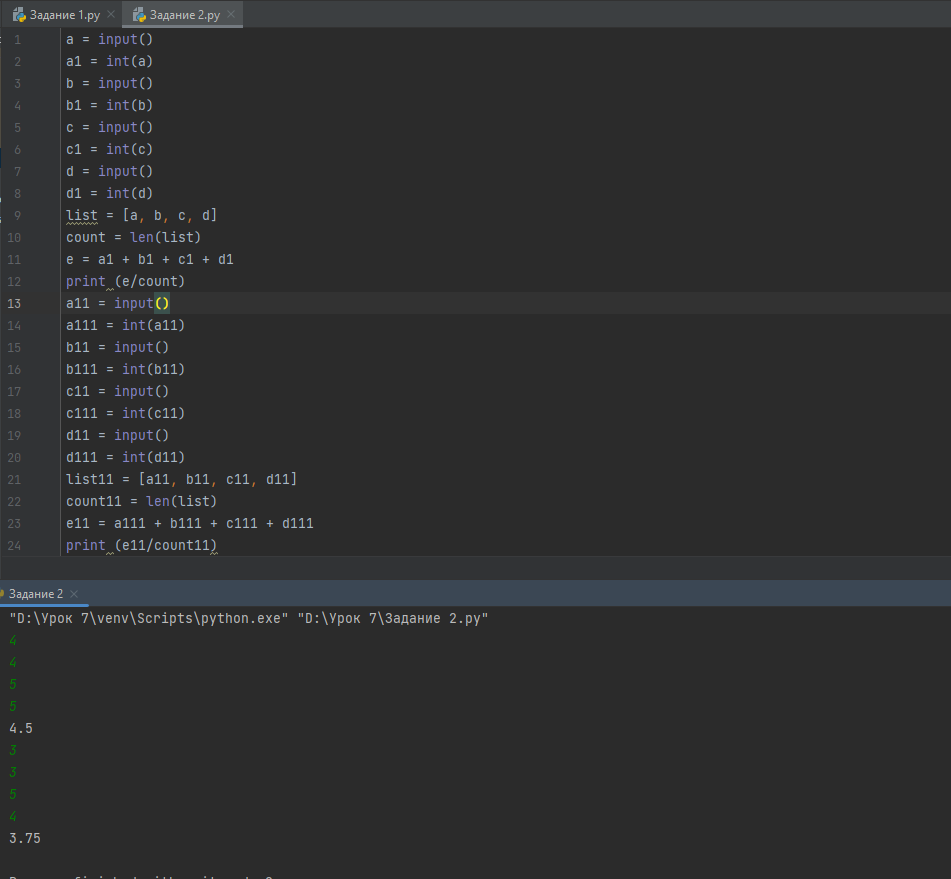 Задание 1.py × Задание 2.py ×
1 a = input()
2 a1 = int(a)
3 b = input()
4 b1 = int(b)
5 c = input()
6 c1 = int(c)
7 d = input()
8 d1 = int(d)
9 list = [a, b, c, d]
10 count = len(list)
11 e = a1 + b1 + c1 + d1
12 print (e/count)
13 a11 = input()
14 a111 = int(a11)
15 b11 = input()
16 b111 = int(b11)
17 c11 = input()
18 c111 = int(c11)
19 d11 = input()
20 d111 = int(d11)
21 list11 = [a11, b11, c11, d11]
22 count11 = len(list)
23 e11 = a111 + b111 + c111 + d111
24 print (e11/count11)
Задание 2 ×
"D:\Урок 7\venv\Scripts\python.exe" "D:\Урок 7\Задание 2.py"
4
4
5
5
4.5
3
3
5
4
3.75